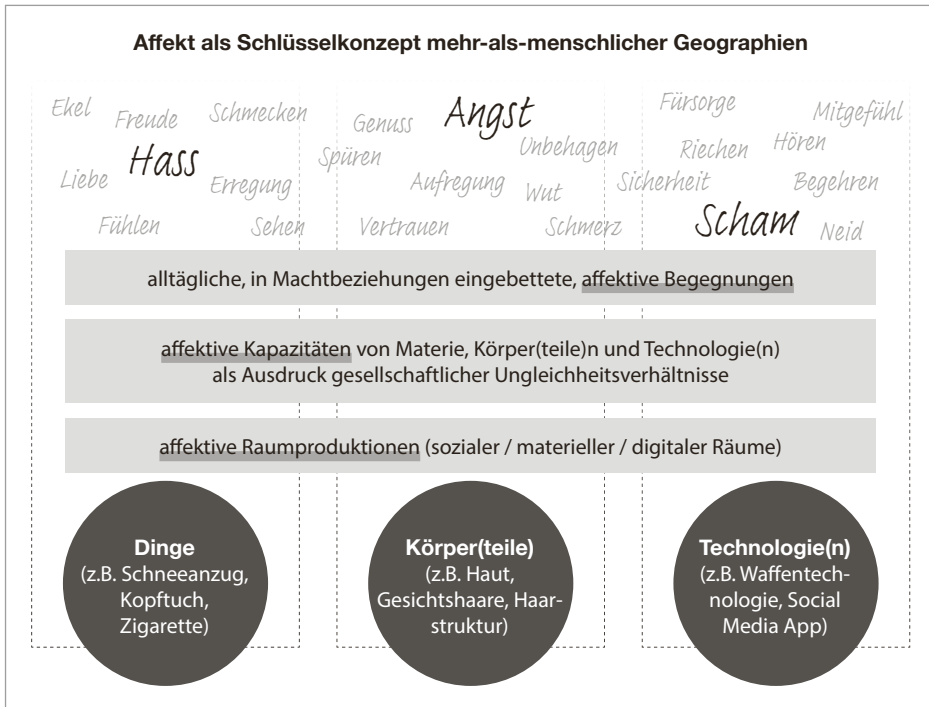 Affekt als Schlüsselkonzept mehr-als-menschlicher Geographien
Ekel
Freude
Schmecken
Hass
Liebe
Erregung
Fühlen
Sehen
Genuss
Angst
Spüren
Unbehagen
Aufregung
Wut
Vertrauen
Schmerz
Fürsorge
Mitgefühl
Riechen
Hören
Sicherheit
Begehren
Scham
Neid
alltägliche, in Machtbeziehungen eingebettete, affektive Begegnungen
affektive Kapazitäten von Materie, Körper(teile)n und Technologie(n)
als Ausdruck gesellschaftlicher Ungleichheitsverhältnisse
affektive Raumproduktionen (sozialer / materieller / digitaler Räume)
Dinge
(z.B. Schneeanzug,
Kopftuch,
Zigarette)
Körper(teile)
(z.B. Haut,
Gesichtshaare, Haar-
struktur)
Technologie(n)
(z.B. Waffentech-
nologie, Social
Media App)